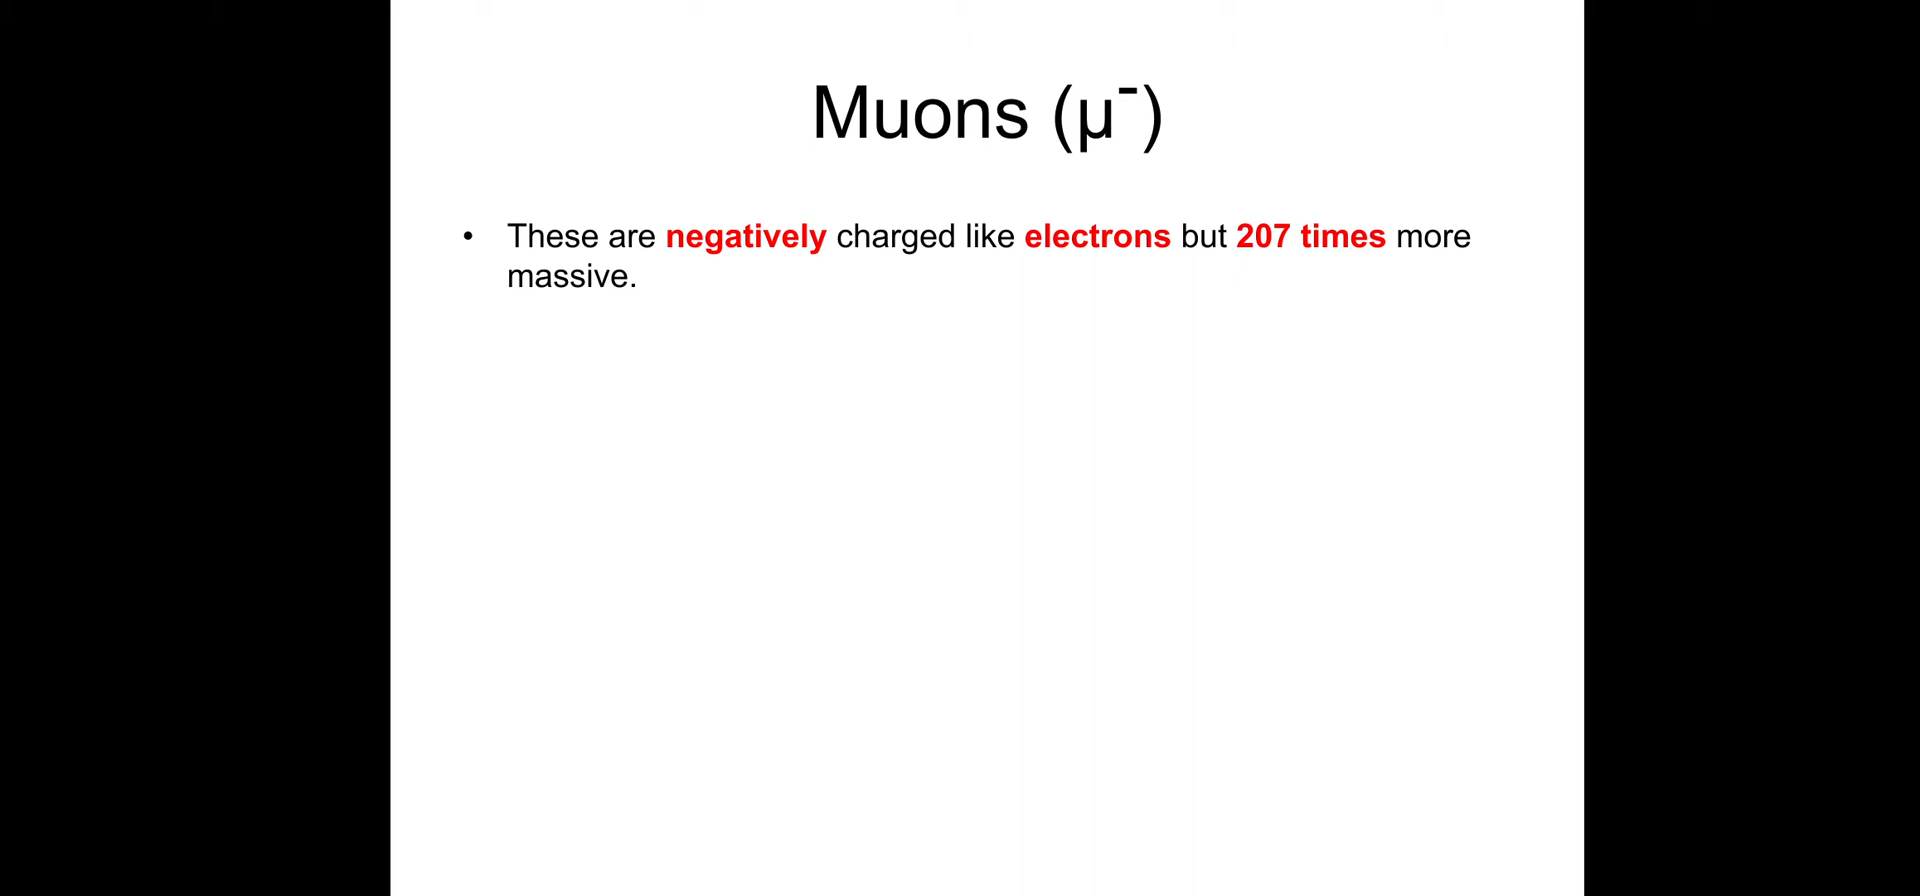 Muons (µ⁻)
• These are negatively charged like electrons but 207 times more
massive.